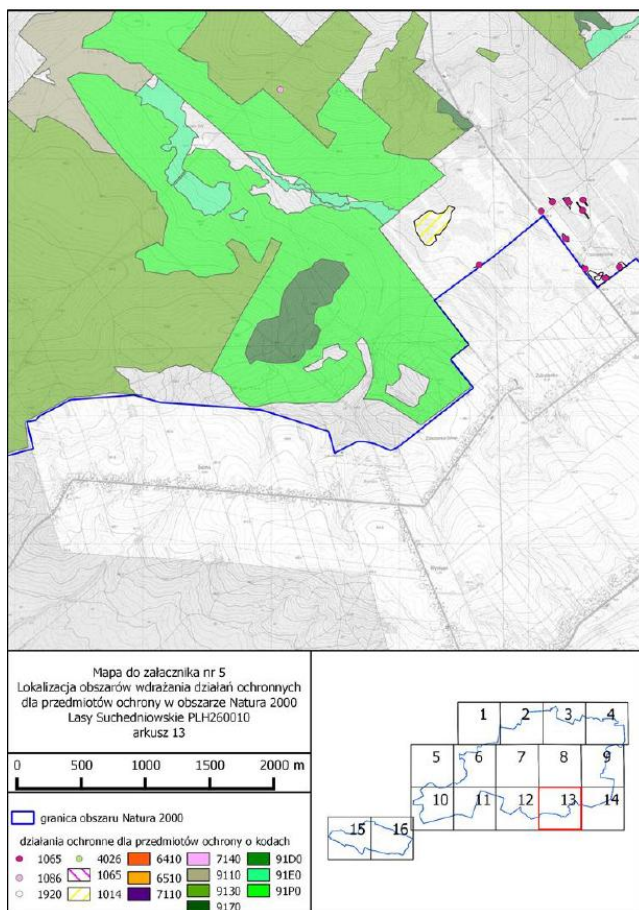 Mapa do załacznika nr 5
Lokalizacja obszarów wdrażania działań ochronnych
dla przedmiotów ochrony w obszarze Natura 2000
Lasy Suchedniowskie PLH260010
arkusz 13
0 500 1000 1500 2000 m
granica obszaru Natura 2000
działania ochronne dla przedmiotów ochrony o kodach
1065 4026 6410 7140 91D0
1086 1065 6510 9110 91E0
1920 1014 7110 9130 91P0
9170
1 2 3 4
5 6 7 8 9
10 11 12 13 14
15 16